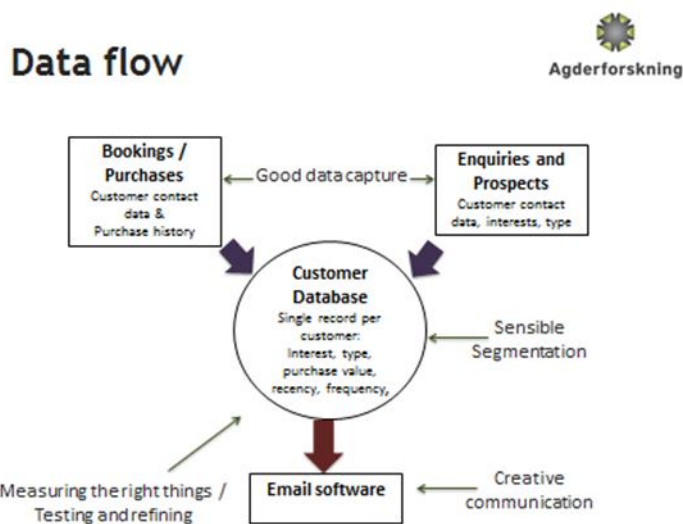 Data flow
Agderforskning
Bookings /
Purchases
Customer contact
data &
Purchase history
Good data capture
Enquiries and
Prospects
Customer contact
data, interests, type
Customer
Database
Single record per
customer:
Interest, type,
purchase value,
recency, frequency,
Sensible
Segmentation
Measuring the right things /
Testing and refining
Email software
Creative
communication